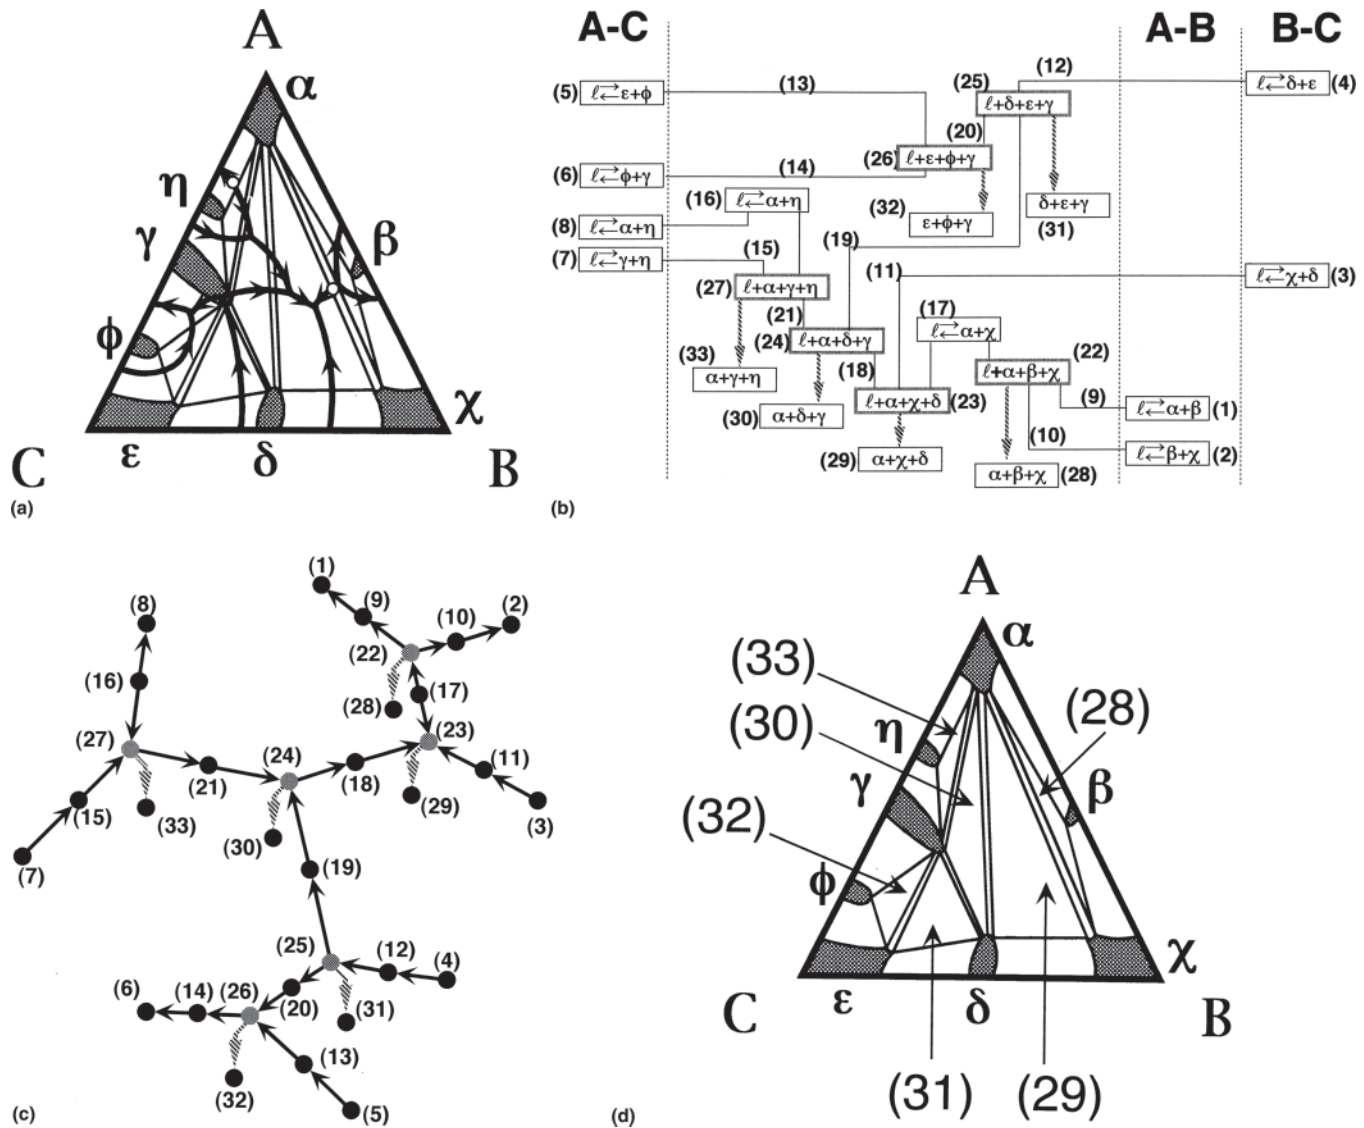 A
α
η
γ
β
ϕ
χ
C
ε
δ
B
(a)
A-C
A-B
B-C
(5) ℓ⇄ε+ϕ
(13)
(25)
(12)
ℓ⇄δ+ε (4)
ℓ+δ+ε+γ
(20)
(26) ℓ+ε+ϕ+γ
(6) ℓ⇄ϕ+γ
(14)
(16) ℓ⇄α+η
(32)
ε+ϕ+γ
δ+ε+γ
(31)
(8) ℓ⇄α+η
(7) ℓ⇄γ+η
(15)
(19)
(11)
ℓ⇄χ+δ (3)
(27) ℓ+α+γ+η
(21)
(17)
ℓ⇄α+χ
(24) ℓ+α+δ+γ
(22)
ℓ+α+β+χ
(33)
α+γ+η
(18)
ℓ+α+χ+δ (23)
(9)
ℓ⇄α+β (1)
(30) α+δ+γ
(10)
ℓ⇄β+χ (2)
(29) α+χ+δ
α+β+χ (28)
(b)
(1)
(8)
(9)
(2)
(10)
(22)
(16)
(17)
(28)
(27)
(23)
(24)
(11)
(21)
(18)
(15)
(33)
(29)
(3)
(30)
(7)
(19)
(25)
(12)
(4)
(6)
(14)
(26)
(20)
(31)
(13)
(32)
(5)
(c)
A
α
(33)
(30)
(28)
η
γ
β
(32)
ϕ
χ
C
ε
δ
B
(31)
(29)
(d)